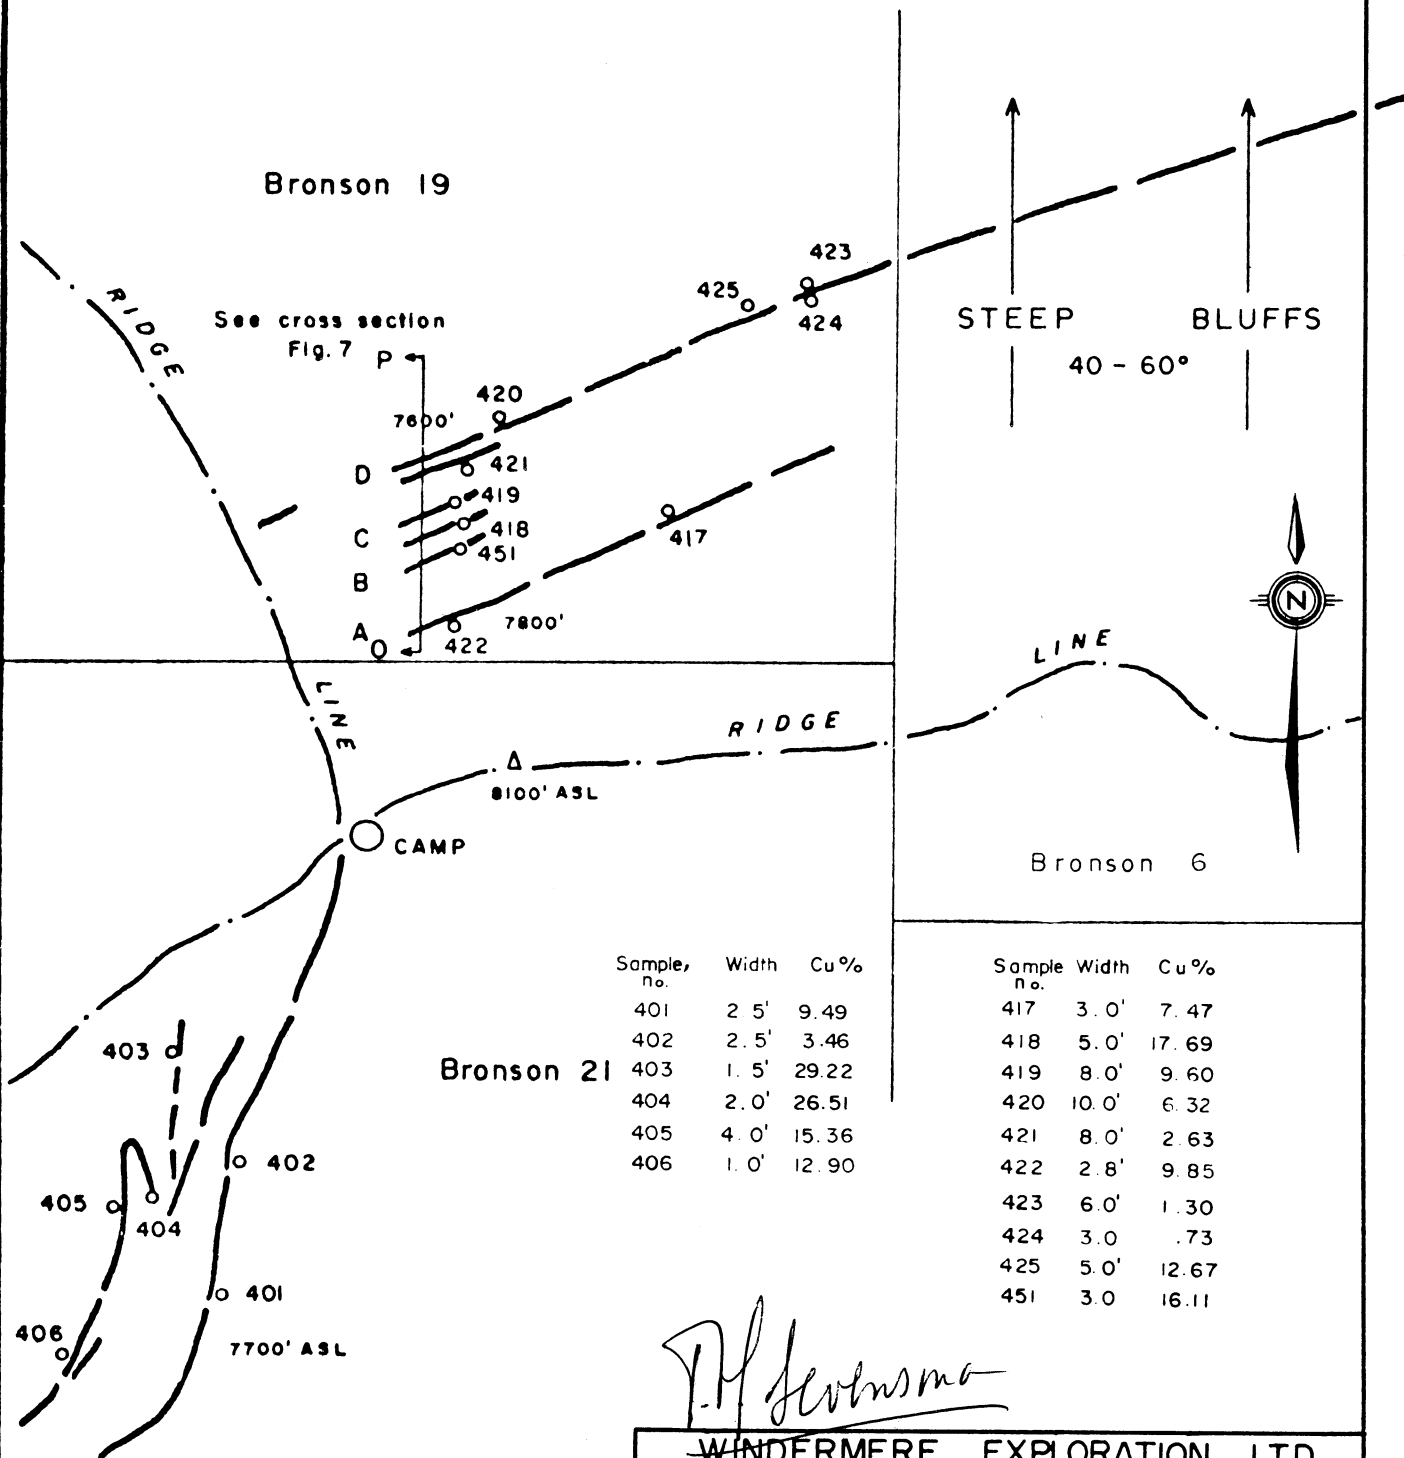 Bronson 19
423
425
424
RIDGE
See cross section
Fig. 7
P
STEEP BLUFFS
40 - 60°
420
7600'
D
421
419
C
418
451
B
417
A
7800'
O
422
N
LINE
LINE
RIDGE
8100' ASL
CAMP
Bronson 6
Sample, no. Width Cu%
401 2.5' 9.49
402 2.5' 3.46
403 1.5' 29.22
404 2.0' 26.51
405 4.0' 15.36
406 1.0' 12.90
Sample no. Width Cu%
417 3.0' 7.47
418 5.0' 17.69
419 8.0' 9.60
420 10.0' 6.32
421 8.0' 2.63
422 2.8' 9.85
423 6.0' 1.30
424 3.0 .73
425 5.0' 12.67
451 3.0 16.11
Bronson 21
403
402
405
404
401
406
7700' ASL
WINDERMERE EXPLORATION LTD